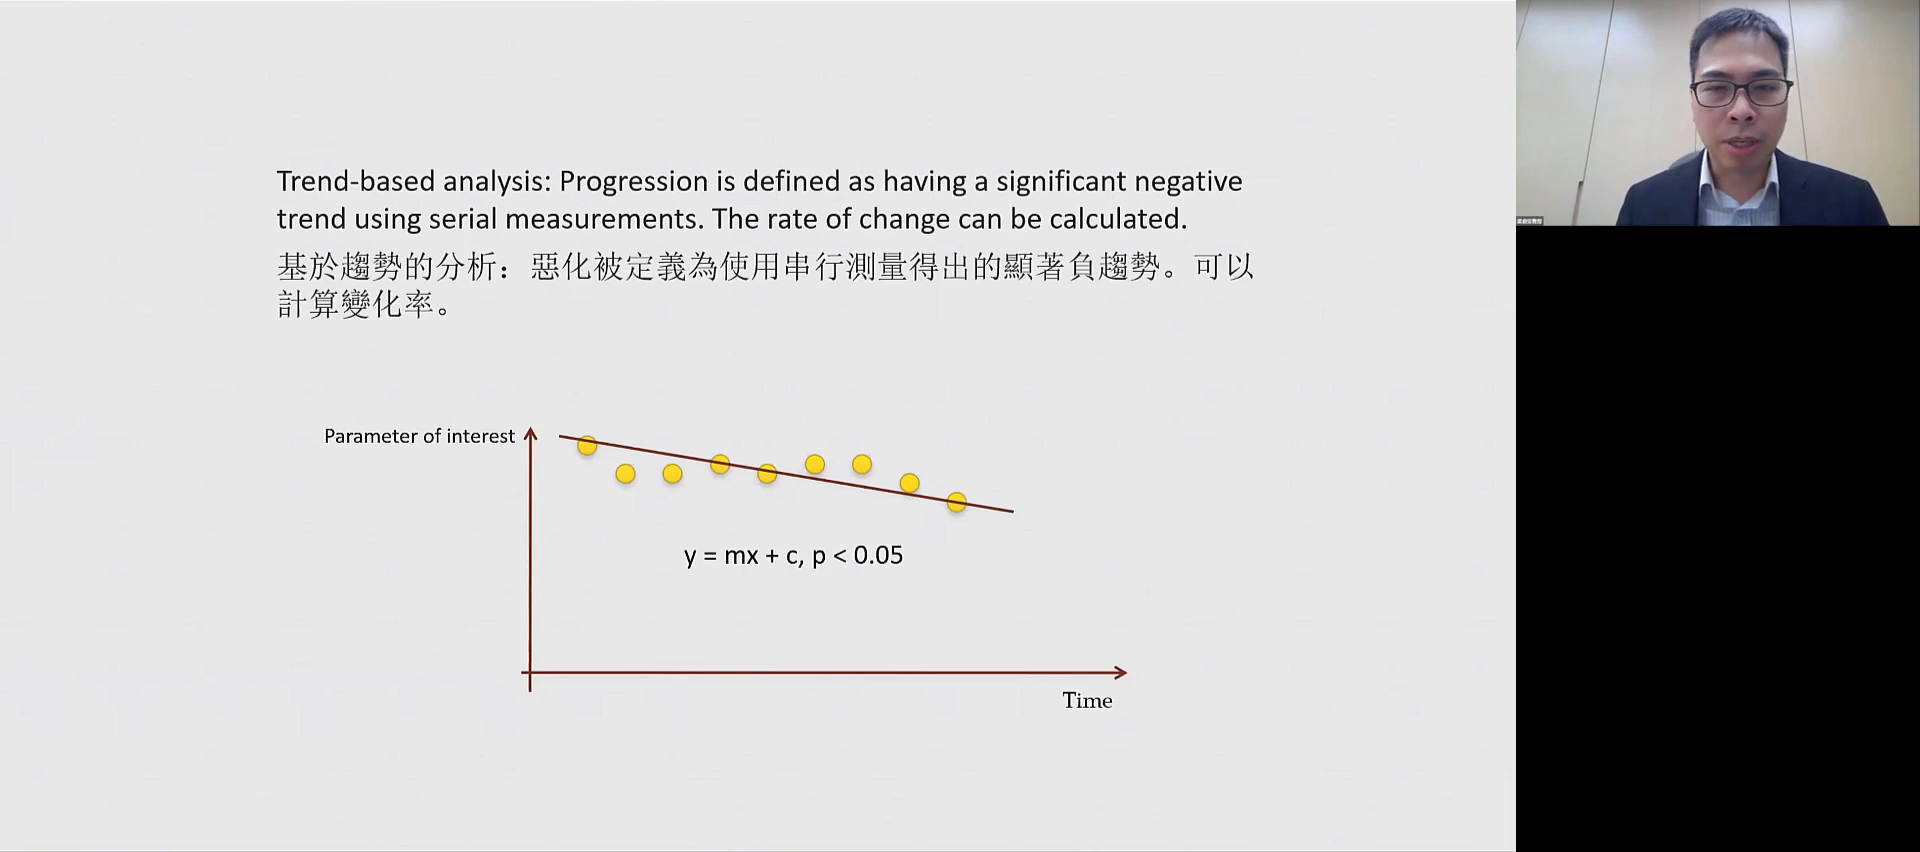 Trend-based analysis: Progression is defined as having a significant negative
trend using serial measurements. The rate of change can be calculated.
基於趨勢的分析：惡化被定義為使用串行測量得出的顯著負趨勢。可以
計算變化率。
Parameter of interest
y = mx + c, p < 0.05
Time